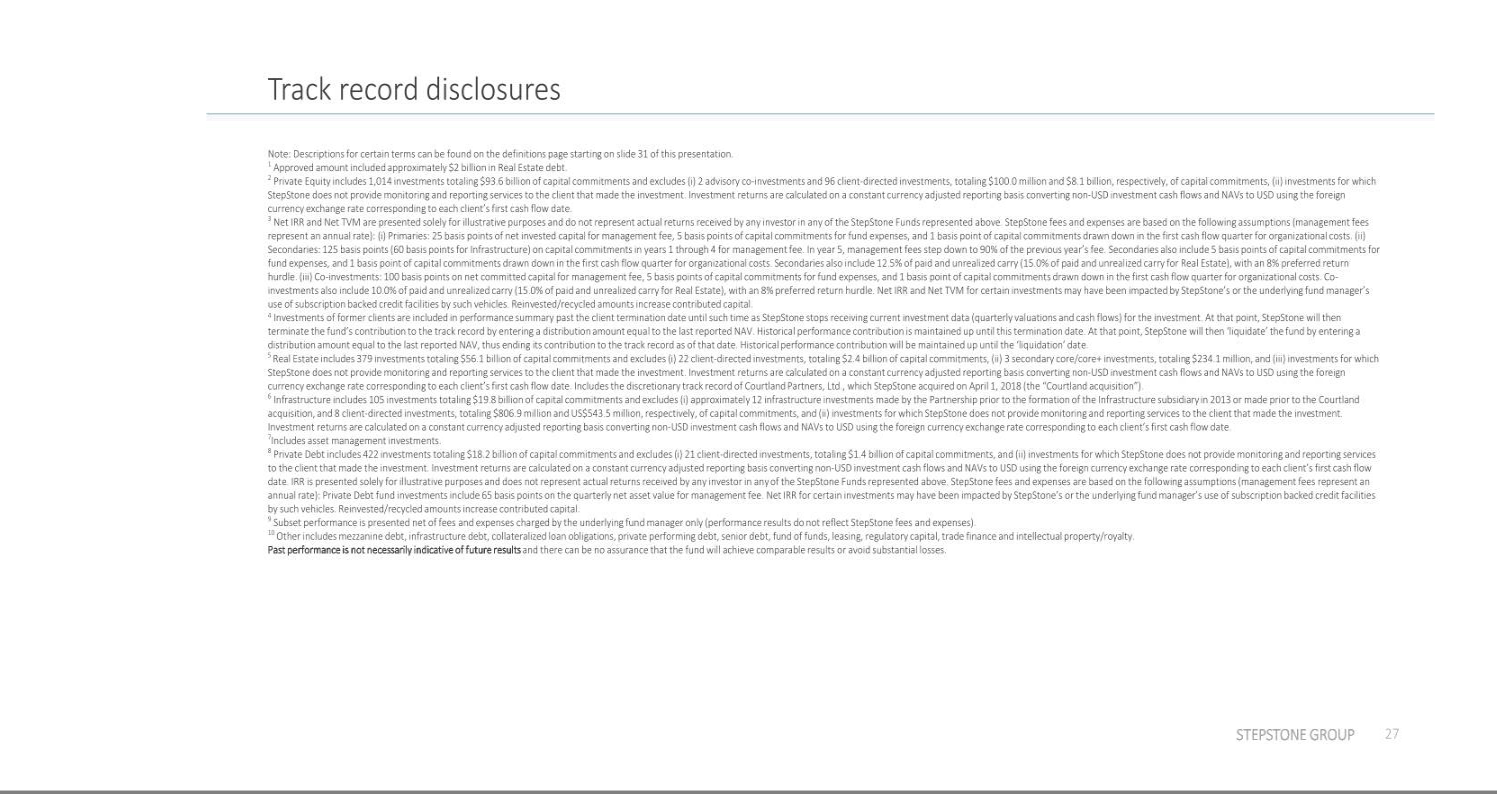 Track record disclosures
Note: Descriptions for certain terms can be found on the definitions page starting on slide 31 of this presentation.
1 Approved amount included approximately $2 billion in Real Estate debt.
2 Private Equity includes 1,014 investments totaling $93.6 billion of capital commitments and excludes (i) 2 advisory co-investments and 96 client-directed investments, totaling $100.0 million and $8.1 billion, respectively, of capital commitments, (ii) investments for which
StepStone does not provide monitoring and reporting services to the client that made the investment. Investment returns are calculated on a constant currency adjusted reporting basis converting non-USD investment cash flows and NAVs to USD using the foreign
currency exchange rate corresponding to each client's first cash flow date.
3 Net IRR and Net TVM are presented solely for illustrative purposes and do not represent actual returns received by any investor in any of the StepStone Funds represented above. StepStone fees and expenses are based on the following assumptions (management fees
represent an annual rate): (i) Primaries: 25 basis points of net invested capital for management fee, 5 basis points of capital commitments for fund expenses, and 1 basis point of capital commitments drawn down in the first cash flow quarter for organizational costs. (ii)
Secondaries: 125 basis points (60 basis points for Infrastructure) on capital commitments in years 1 through 4 for management fee. In year 5, management fees step down to 90% of the previous year's fee. Secondaries also include 5 basis points of capital commitments for
fund expenses, and 1 basis point of capital commitments drawn down in the first cash flow quarter for organizational costs. Secondaries also include 12.5% of paid and unrealized carry (15.0% of paid and unrealized carry for Real Estate), with an 8% preferred return
hurdle. (iii) Co-investments: 100 basis points on net committed capital for management fee, 5 basis points of capital commitments for fund expenses, and 1 basis point of capital commitments drawn down in the first cash flow quarter for organizational costs. Co-
investments also include 10.0% of paid and unrealized carry (15.0% of paid and unrealized carry for Real Estate), with an 8% preferred return hurdle. Net IRR and Net TVM for certain investments may have been impacted by StepStone's or the underlying fund manager's
use of subscription backed credit facilities by such vehicles. Reinvested/recycled amounts increase contributed capital.
4 Investments of former clients are included in performance summary past the client termination date until such time as StepStone stops receiving current investment data (quarterly valuations and cash flows) for the investment. At that point, StepStone will then
terminate the fund's contribution to the track record by entering a distribution amount equal to the last reported NAV. Historical performance contribution is maintained up until this termination date. At that point, StepStone will then 'liquidate' the fund by entering a
distribution amount equal to the last reported NAV, thus ending its contribution to the track record as of that date. Historical performance contribution will be maintained up until the 'liquidation' date.
5 Real Estate includes 379 investments totaling $56.1 billion of capital commitments and excludes (i) 22 client-directed investments, totaling $2.4 billion of capital commitments, (ii) 3 secondary core/core+ investments, totaling $234.1 million, and (iii) investments for which
StepStone does not provide monitoring and reporting services to the client that made the investment. Investment returns are calculated on a constant currency adjusted reporting basis converting non-USD investment cash flows and NAVs to USD using the foreign
currency exchange rate corresponding to each client's first cash flow date. Includes the discretionary track record of Courtland Partners, Ltd., which StepStone acquired on April 1, 2018 (the "Courtland acquisition").
6 Infrastructure includes 105 investments totaling $19.8 billion of capital commitments and excludes (i) approximately 12 infrastructure investments made by the Partnership prior to the formation of the Infrastructure subsidiary in 2013 or made prior to the Courtland
acquisition, and 8 client-directed investments, totaling $806.9 million and US$543.5 million, respectively, of capital commitments, and (ii) investments for which StepStone does not provide monitoring and reporting services to the client that made the investment.
Investment returns are calculated on a constant currency adjusted reporting basis converting non-USD investment cash flows and NAVs to USD using the foreign currency exchange rate corresponding to each client's first cash flow date.
7Includes asset management investments.
8 Private Debt includes 422 investments totaling $18.2 billion of capital commitments and excludes (i) 21 client-directed investments, totaling $1.4 billion of capital commitments, and (ii) investments for which StepStone does not provide monitoring and reporting services
to the client that made the investment. Investment returns are calculated on a constant currency adjusted reporting basis converting non-USD investment cash flows and NAVs to USD using the foreign currency exchange rate corresponding to each client's first cash flow
date. IRR is presented solely for illustrative purposes and does not represent actual returns received by any investor in any of the StepStone Funds represented above. StepStone fees and expenses are based on the following assumptions (management fees represent an
annual rate): Private Debt fund investments include 65 basis points on the quarterly net asset value for management fee. Net IRR for certain investments may have been impacted by StepStone's or the underlying fund manager's use of subscription backed credit facilities
by such vehicles. Reinvested/recycled amounts increase contributed capital.
9 Subset performance is presented net of fees and expenses charged by the underlying fund manager only (performance results do not reflect StepStone fees and expenses).
10 Other includes mezzanine debt, infrastructure debt, collateralized loan obligations, private performing debt, senior debt, fund of funds, leasing, regulatory capital, trade finance and intellectual property/royalty.
Past performance is not necessarily indicative of future results and there can be no assurance that the fund will achieve comparable results or avoid substantial losses.
STEPSTONE GROUP 27